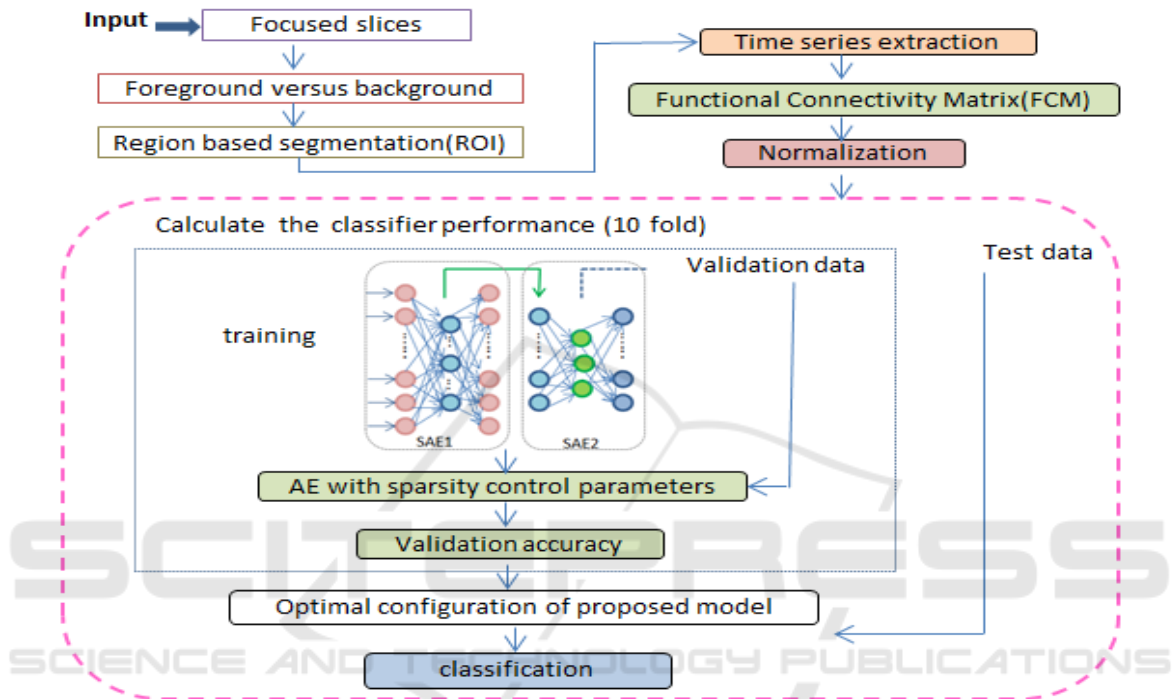 Input
Focused slices
Foreground versus background
Region based segmentation(ROI)
Time series extraction
Functional Connectivity Matrix(FCM)
Normalization
Calculate the classifier performance (10 fold)
Validation data
Test data
training
SAE1
SAE2
AE with sparsity control parameters
Validation accuracy
Optimal configuration of proposed model
classification
SCITEPRESS
SCIENCE AND TECHNOLOGY PUBLICATIONS